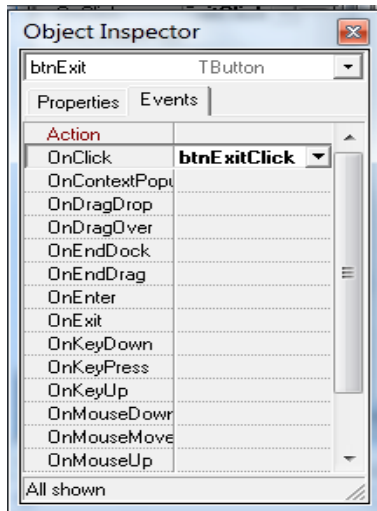 Object Inspector
btnExit TButton
Properties Events
Action
OnClick btnExitClick
OnContextPopu
OnDragDrop
OnDragOver
OnEndDock
OnEndDrag
OnEnter
OnExit
OnKeyDown
OnKeyPress
OnKeyUp
OnMouseDowr
OnMouseMove
OnMouseUp
All shown